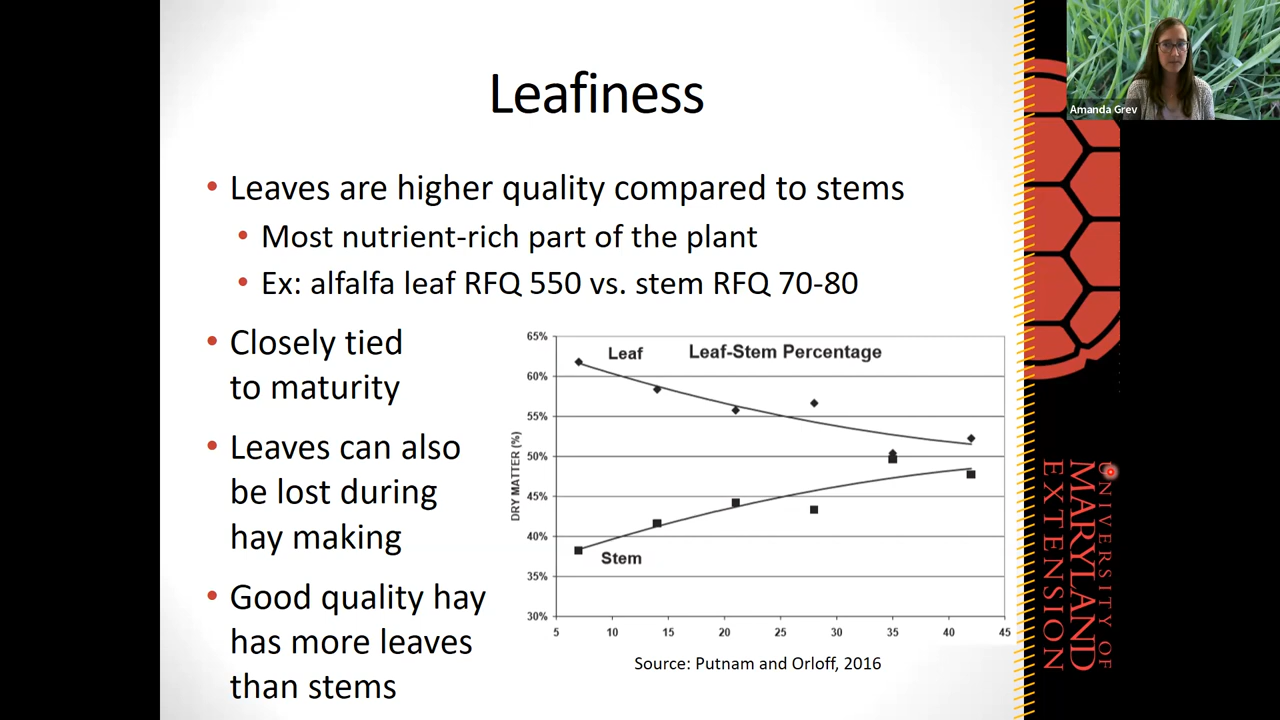 Leafiness
Amanda Grev
• Leaves are higher quality compared to stems
• Most nutrient-rich part of the plant
• Ex: alfalfa leaf RFQ 550 vs. stem RFQ 70-80
• Closely tied
to maturity
• Leaves can also
be lost during
hay making
• Good quality hay
has more leaves
than stems
Leaf-Stem Percentage
Leaf
Stem
DRY MATTER (%)
65%
60%
55%
50%
45%
40%
35%
30%
5 10 15 20 25 30 35 40 45
Source: Putnam and Orloff, 2016
UNIVERSITY OF
MARYLAND
EXTENSION